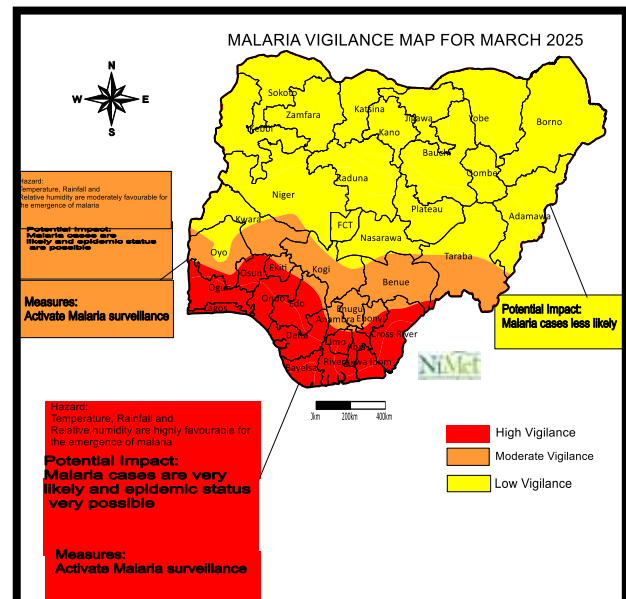 MALARIA VIGILANCE MAP FOR MARCH 2025
N
W E
S
Sokoto
Zamfara
Katsina
Jigawa
Yobe
Borno
Kebbi
Kano
Bauchi
Gombe
Kaduna
Niger
Plateau
Adamawa
Kwara
FCT
Nasarawa
Taraba
Oyo
Kogi
Benue
Osun
Ekiti
Ogun
Ondo
Edo
Lagos
Enugu
Anambra
Ebony
Delta
Imo
Abia
Cross River
Bayelsa
Rivers
Akwa Ibom
Hazard:
Temperature, Rainfall and
Relative humidity are moderately favourable for
the emergence of malaria
Potential Impact:
Malaria cases are
likely and epidemic status
are possible
Measures:
Activate Malaria surveillance
Potential Impact:
Malaria cases less likely
NiMet
0km 200km 400km
Hazard:
Temperature, Rainfall and
Relative humidity are highly favourable for
the emergence of malaria
Potential Impact:
Malaria cases are very
likely and epidemic status
very possible
Measures:
Activate Malaria surveillance
High Vigilance
Moderate Vigilance
Low Vigilance